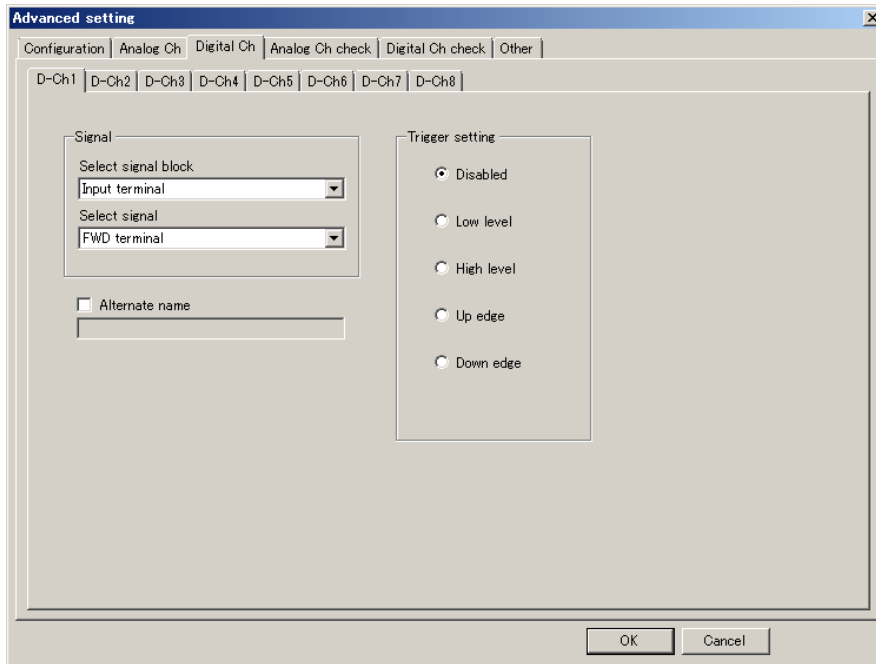 Advanced setting
Configuration Analog Ch Digital Ch Analog Ch check Digital Ch check Other
D-Ch1 D-Ch2 D-Ch3 D-Ch4 D-Ch5 D-Ch6 D-Ch7 D-Ch8
Signal
Select signal block
Input terminal
Select signal
FWD terminal
Alternate name
Trigger setting
Disabled
Low level
High level
Up edge
Down edge
OK Cancel